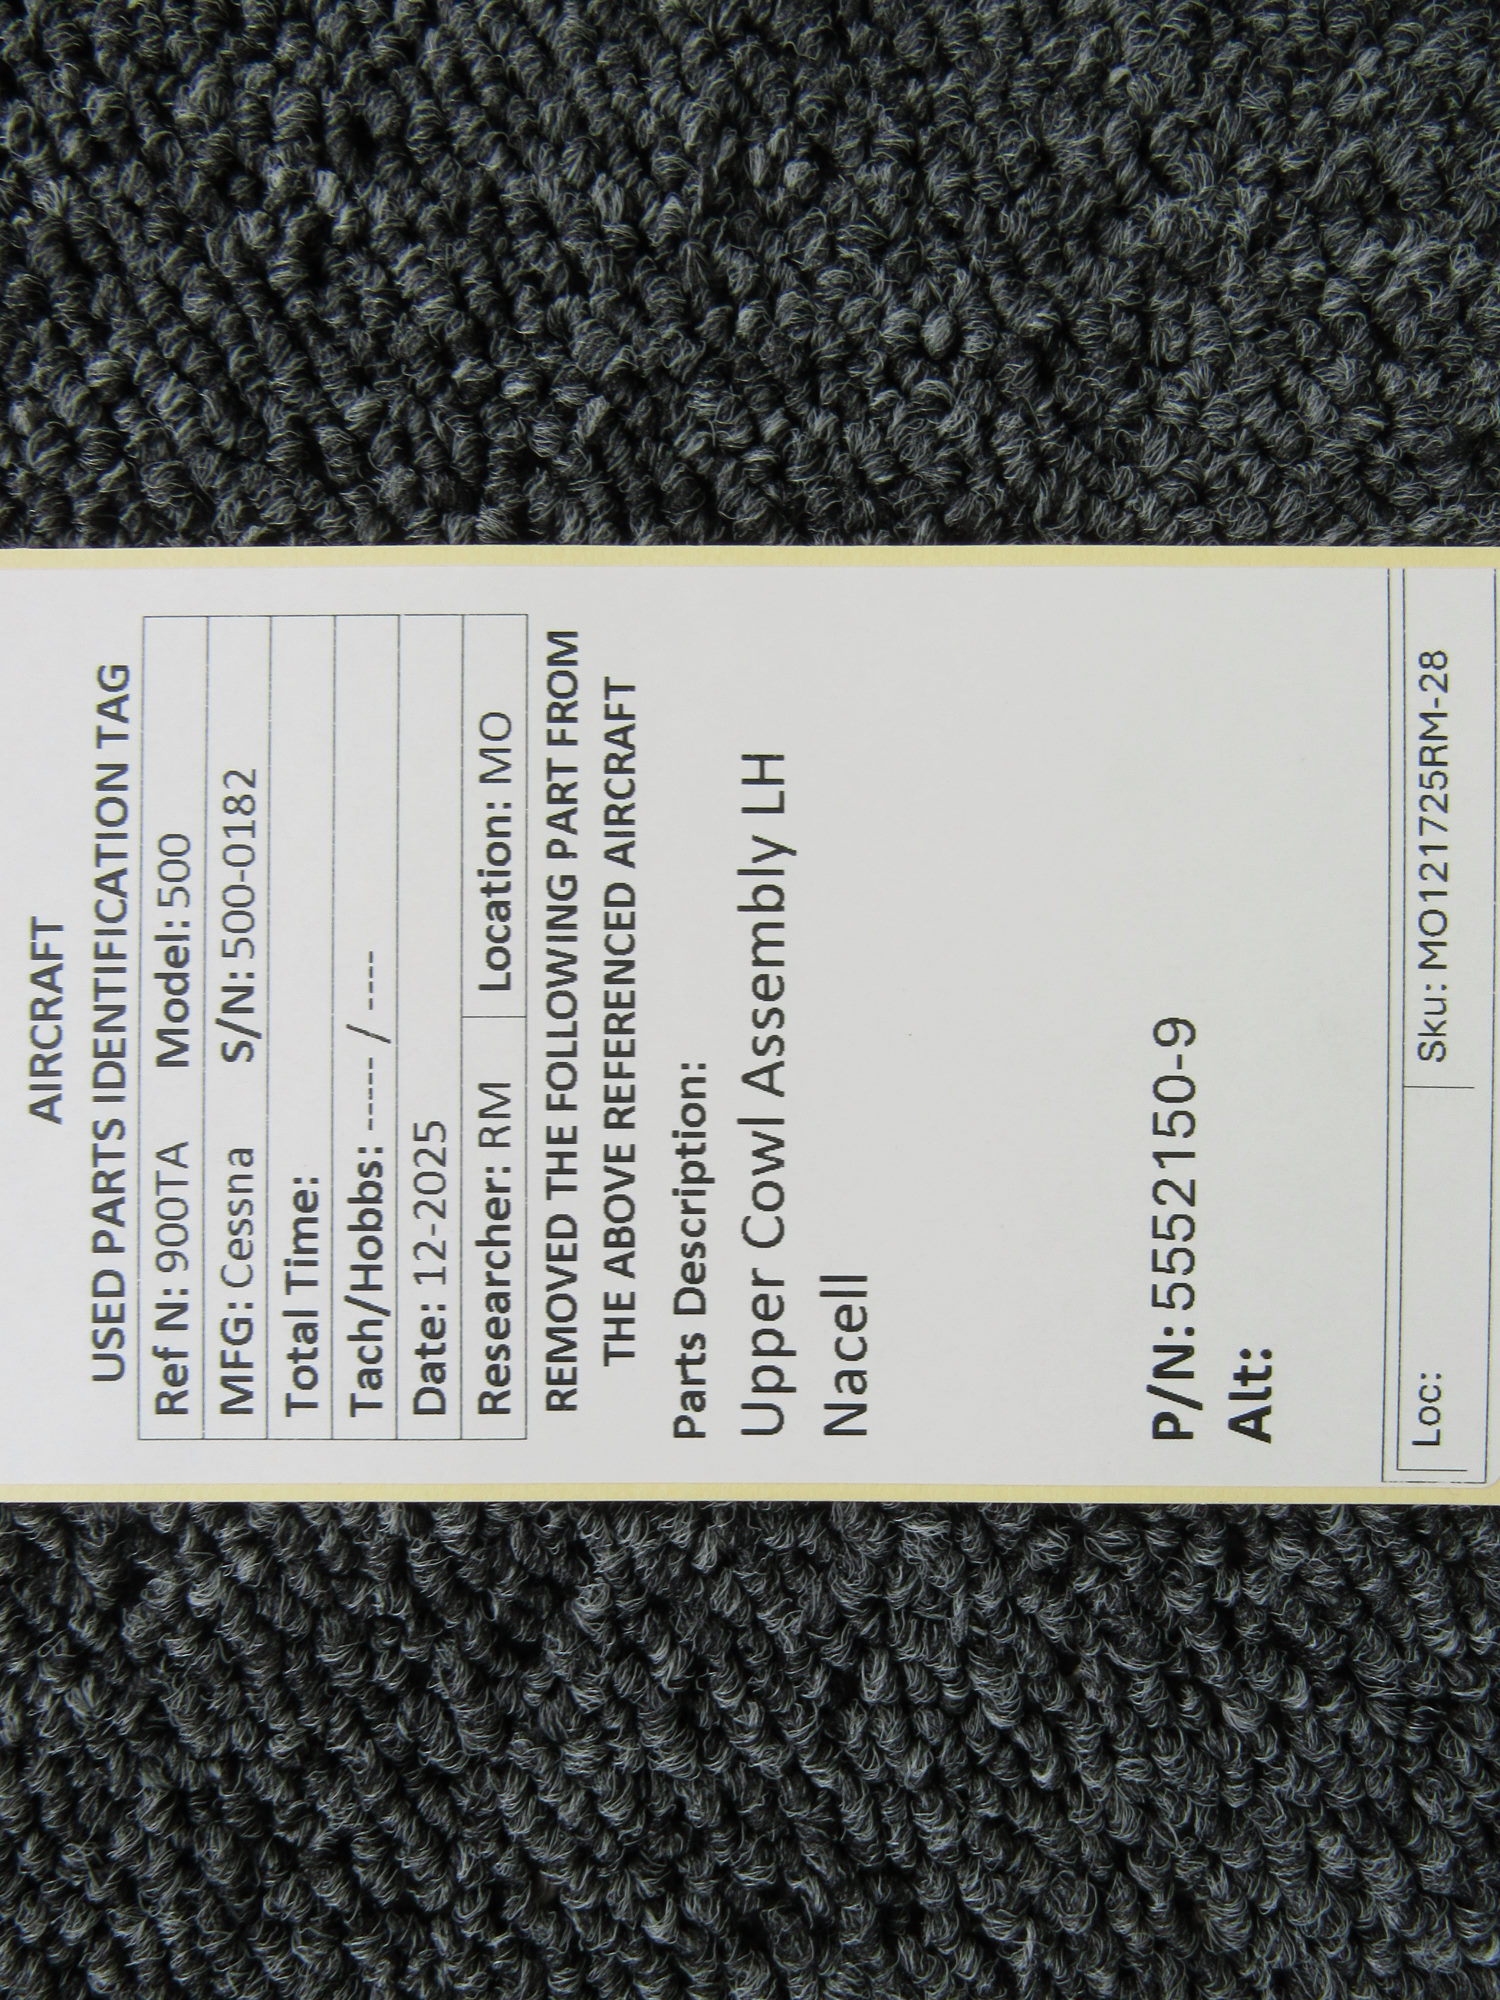 AIRCRAFT
USED PARTS IDENTIFICATION TAG
Ref N: 900TA Model: 500
MFG: Cessna S/N: 500-0182
Total Time:
Tach/Hobbs: ----- / ----
Date: 12-2025
Researcher: RM Location: MO
REMOVED THE FOLLOWING PART FROM
THE ABOVE REFERENCED AIRCRAFT
Parts Description:
Upper Cowl Assembly LH
Nacell
P/N: 5552150-9
Alt:
Loc: Sku: MO121725RM-28